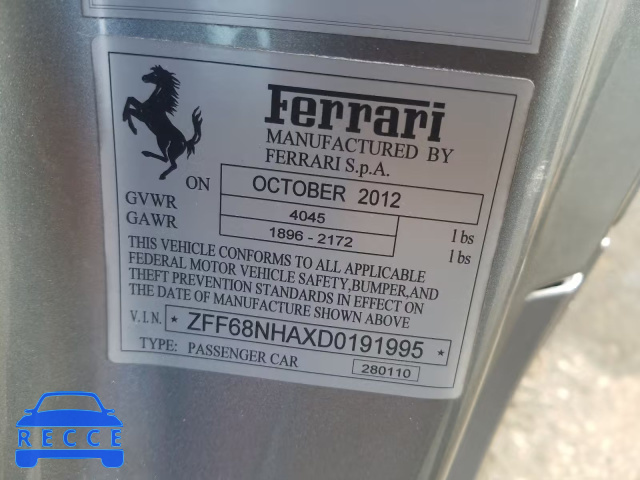 Ferrari
MANUFACTURED BY
FERRARI S.p.A.
ON OCTOBER 2012
GVWR 4045 lbs
GAWR 1896 - 2172 lbs
THIS VEHICLE CONFORMS TO ALL APPLICABLE
FEDERAL MOTOR VEHICLE SAFETY, BUMPER, AND
THEFT PREVENTION STANDARDS IN EFFECT ON
THE DATE OF MANUFACTURE SHOWN ABOVE
V.I.N. * ZFF68NHAXD0191995 *
TYPE: PASSENGER CAR 280110
RECCE